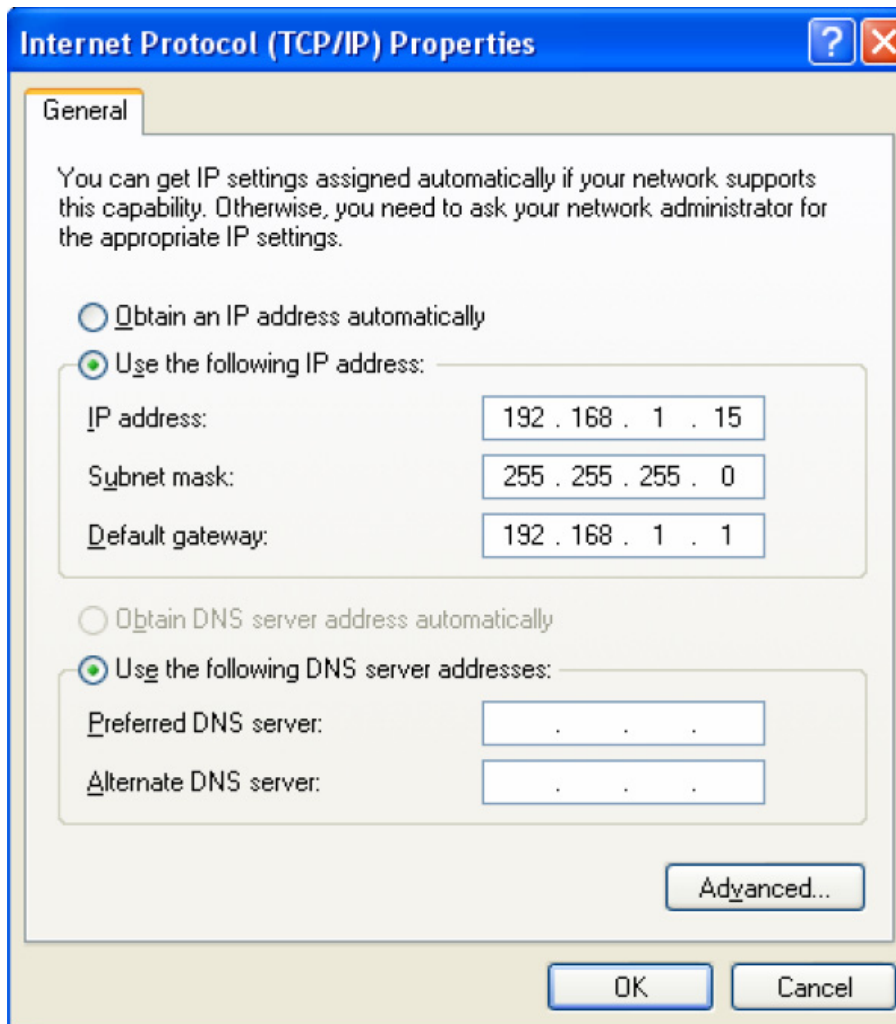 Internet Protocol (TCP/IP) Properties
General
You can get IP settings assigned automatically if your network supports
this capability. Otherwise, you need to ask your network administrator for
the appropriate IP settings.
Obtain an IP address automatically
Use the following IP address:
IP address: 192 . 168 . 1 . 15
Subnet mask: 255 . 255 . 255 . 0
Default gateway: 192 . 168 . 1 . 1
Obtain DNS server address automatically
Use the following DNS server addresses:
Preferred DNS server: . . .
Alternate DNS server: . . .
Advanced...
OK Cancel